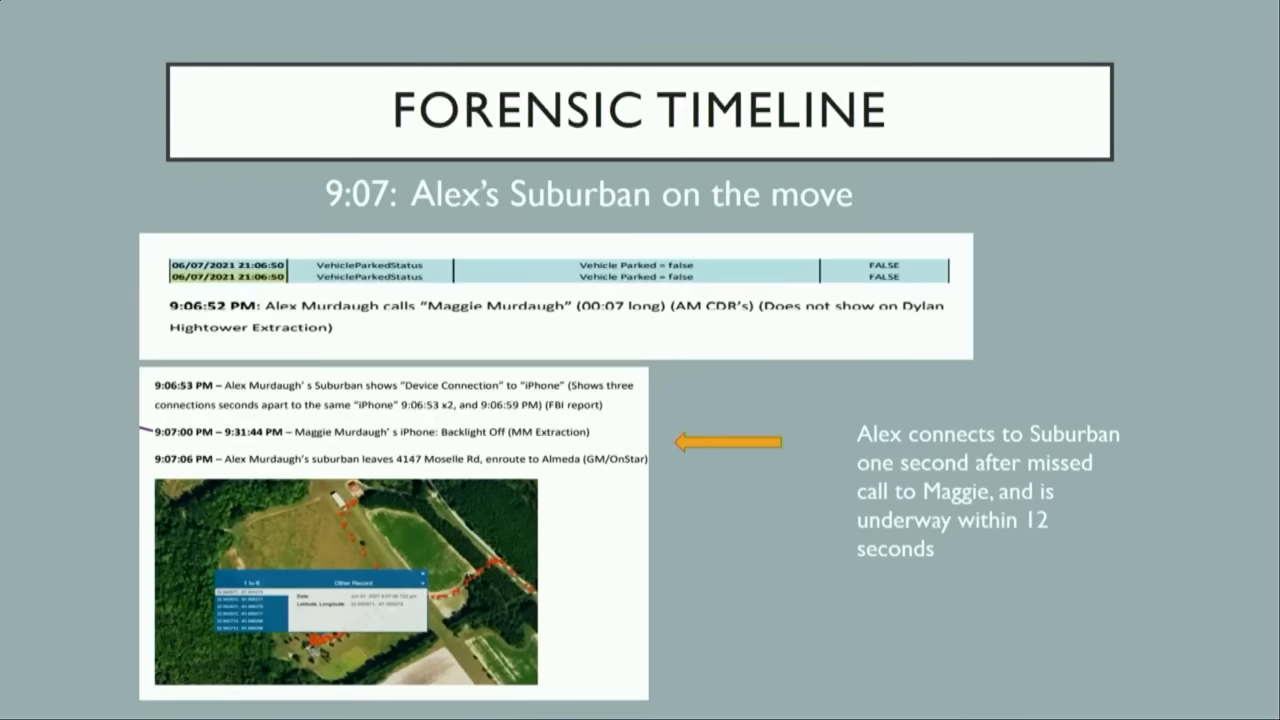 FORENSIC TIMELINE
9:07: Alex's Suburban on the move
06/07/2021 21:06:50 VehicleParkedStatus Vehicle Parked = false FALSE
06/07/2021 21:06:50 VehicleParkedStatus Vehicle Parked = false FALSE
9:06:52 PM: Alex Murdaugh calls “Maggie Murdaugh” (00:07 long) (AM CDR's) (Does not show on Dylan
Hightower Extraction)
9:06:53 PM – Alex Murdaugh' s Suburban shows “Device Connection” to “iPhone” (Shows three
connections seconds apart to the same “iPhone” 9:06:53 x2, and 9:06:59 PM) (FBI report)
9:07:00 PM – 9:31:44 PM – Maggie Murdaugh' s iPhone: Backlight Off (MM Extraction)
9:07:06 PM – Alex Murdaugh's suburban leaves 4147 Moselle Rd, enroute to Almeda (GM/OnStar)
1 to 6 Other Record
Date:
Latitude, Longitude:
Alex connects to Suburban
one second after missed
call to Maggie, and is
underway within 12
seconds